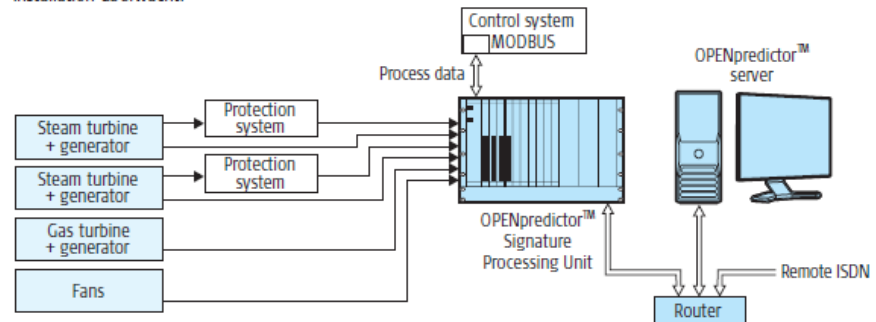 Control system
MODBUS
Process data
OPENpredictor™
server
Protection
system
Steam turbine
+ generator
Protection
system
Steam turbine
+ generator
Gas turbine
+ generator
Fans
OPENpredictor™
Signature
Processing Unit
Remote ISDN
Router